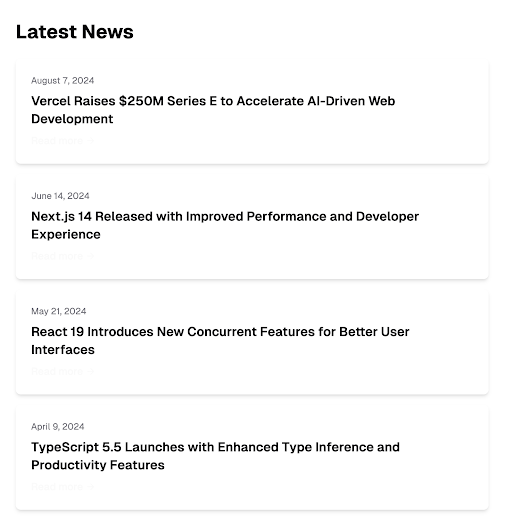 Latest News
August 7, 2024
Vercel Raises $250M Series E to Accelerate AI-Driven Web
Development
Read more →
June 14, 2024
Next.js 14 Released with Improved Performance and Developer
Experience
Read more →
May 21, 2024
React 19 Introduces New Concurrent Features for Better User
Interfaces
Read more →
April 9, 2024
TypeScript 5.5 Launches with Enhanced Type Inference and
Productivity Features
Read more →